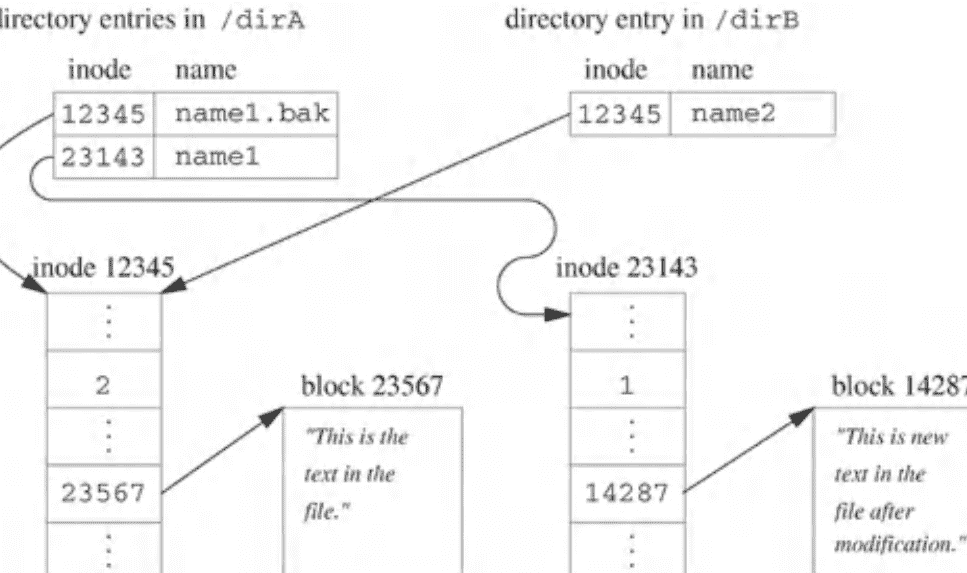 directory entries in /dirA
directory entry in /dirB
inode name
inode name
12345 name1.bak
23143 name1
12345 name2
inode 12345
inode 23143
2
1
block 23567
block 14287
"This is the
text in the
file."
"This is new
text in the
file after
modification."
23567
14287